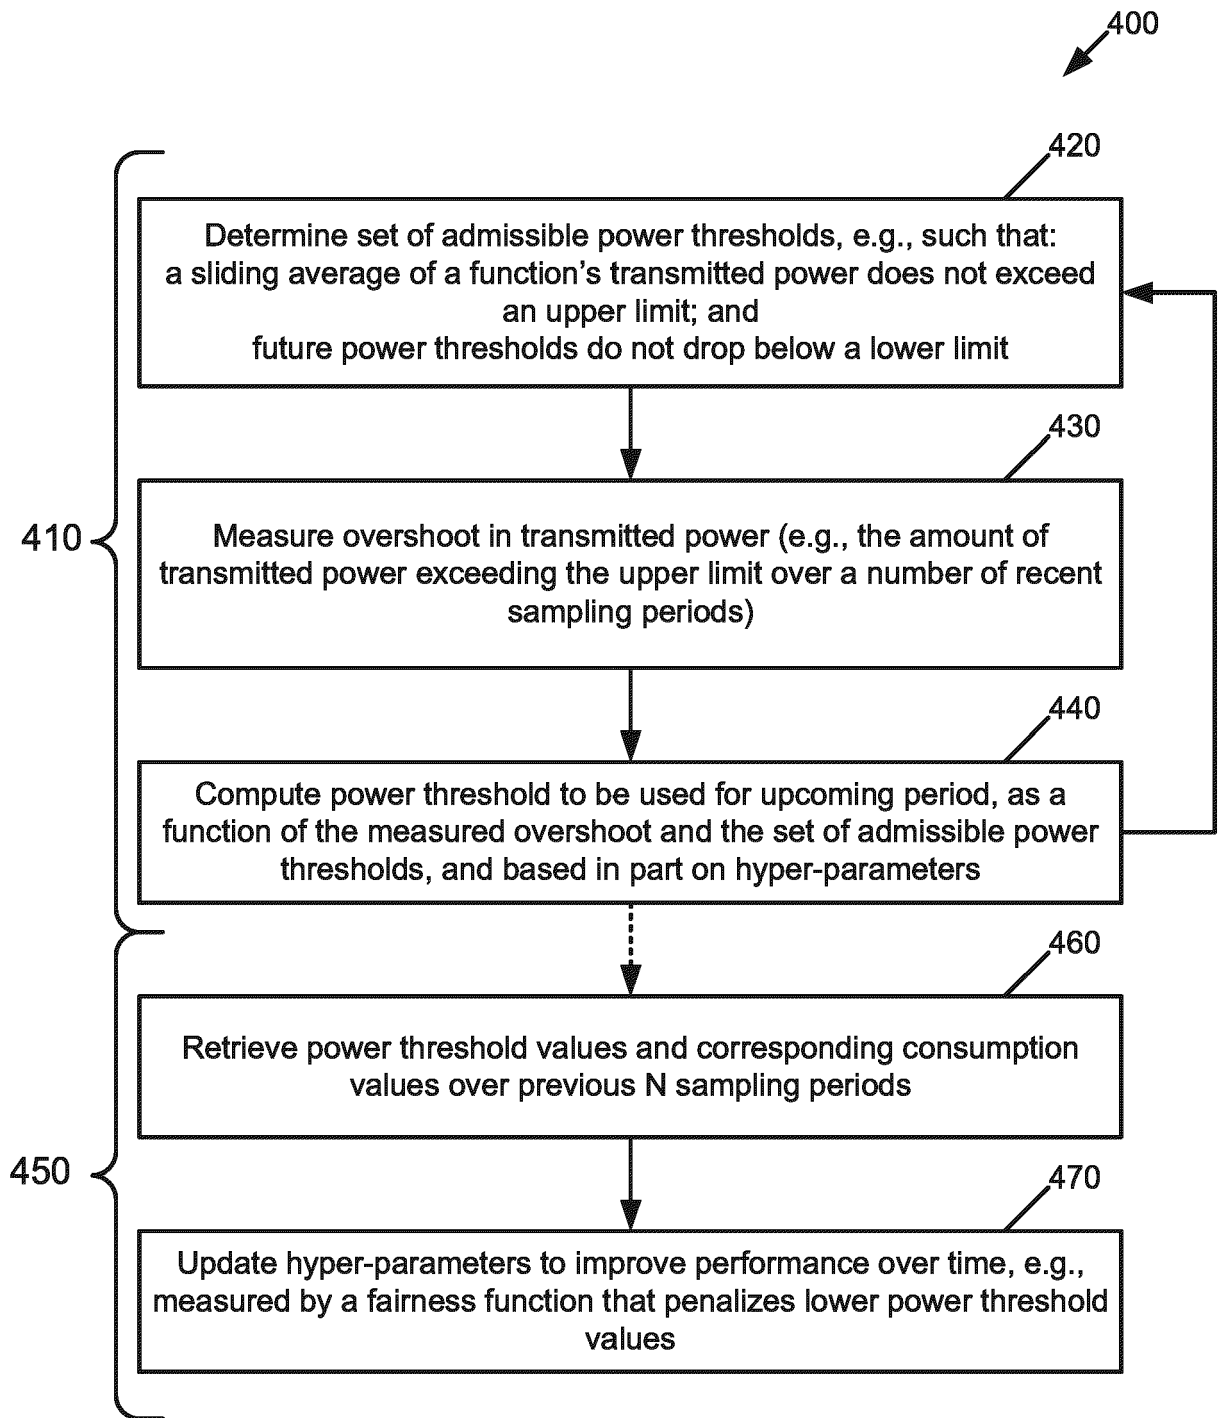 400
420
Determine set of admissible power thresholds, e.g., such that:
a sliding average of a function's transmitted power does not exceed
an upper limit; and
future power thresholds do not drop below a lower limit
430
410
Measure overshoot in transmitted power (e.g., the amount of
transmitted power exceeding the upper limit over a number of recent
sampling periods)
440
Compute power threshold to be used for upcoming period, as a
function of the measured overshoot and the set of admissible power
thresholds, and based in part on hyper-parameters
460
Retrieve power threshold values and corresponding consumption
values over previous N sampling periods
450
470
Update hyper-parameters to improve performance over time, e.g.,
measured by a fairness function that penalizes lower power threshold
values